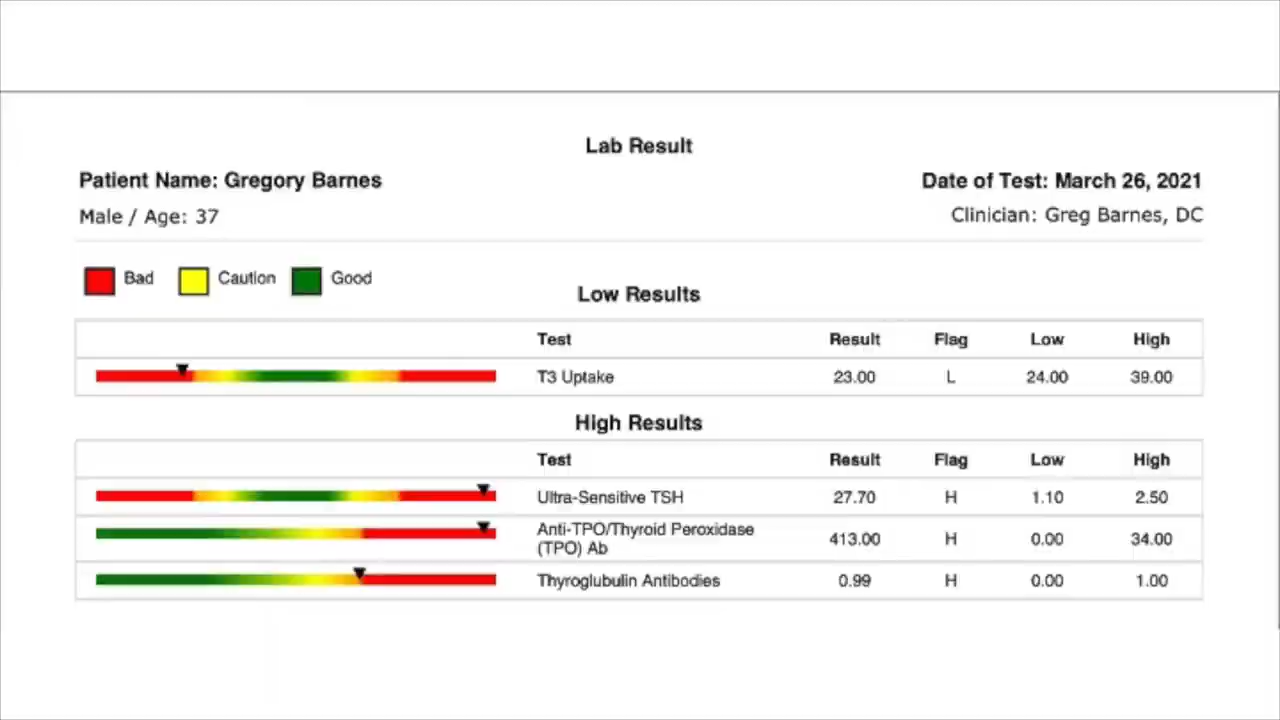 Lab Result
Patient Name: Gregory Barnes
Date of Test: March 26, 2021
Male / Age: 37
Clinician: Greg Barnes, DC
Bad Caution Good
Low Results
Test Result Flag Low High
T3 Uptake 23.00 L 24.00 39.00
High Results
Test Result Flag Low High
Ultra-Sensitive TSH 27.70 H 1.10 2.50
Anti-TPO/Thyroid Peroxidase
(TPO) Ab 413.00 H 0.00 34.00
Thyroglubulin Antibodies 0.99 H 0.00 1.00